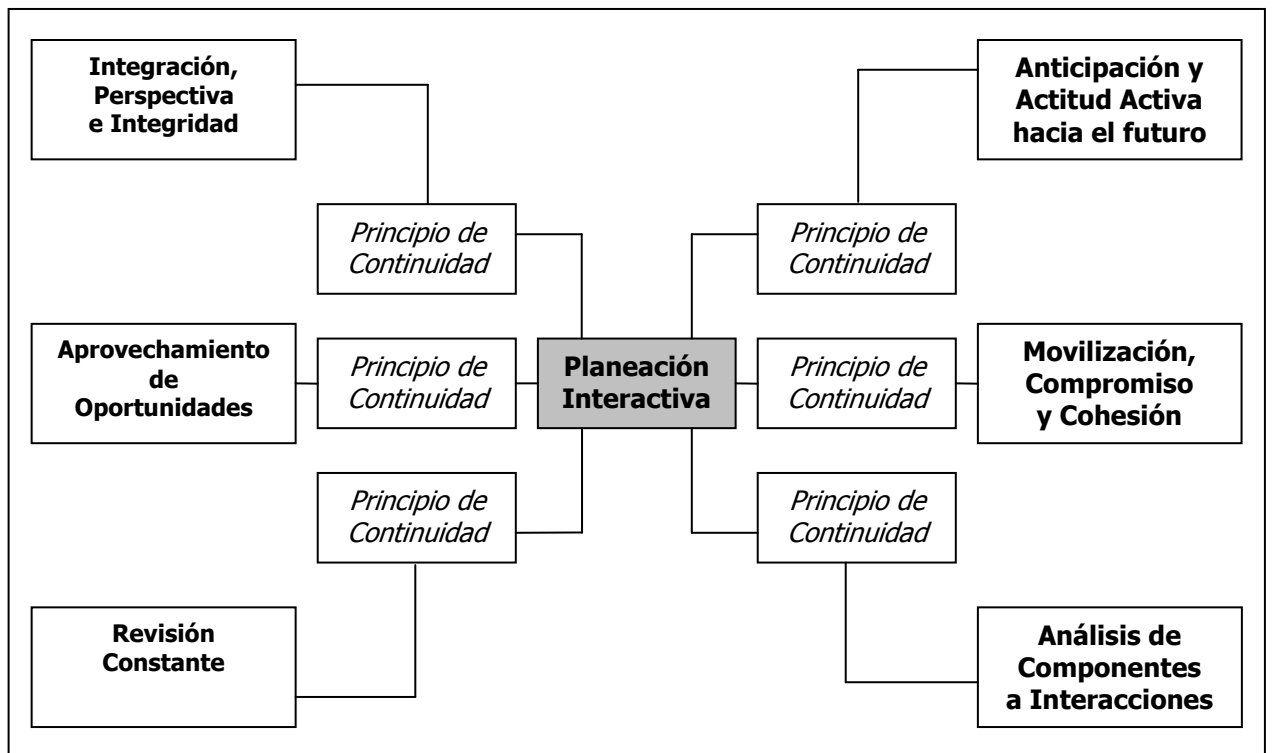 Integración,
Perspectiva
e Integridad
Anticipación y
Actitud Activa
hacia el futuro
Principio de
Continuidad
Principio de
Continuidad
Aprovechamiento
de
Oportunidades
Principio de
Continuidad
Planeación
Interactiva
Principio de
Continuidad
Movilización,
Compromiso
y Cohesión
Principio de
Continuidad
Principio de
Continuidad
Revisión
Constante
Análisis de
Componentes
a Interacciones